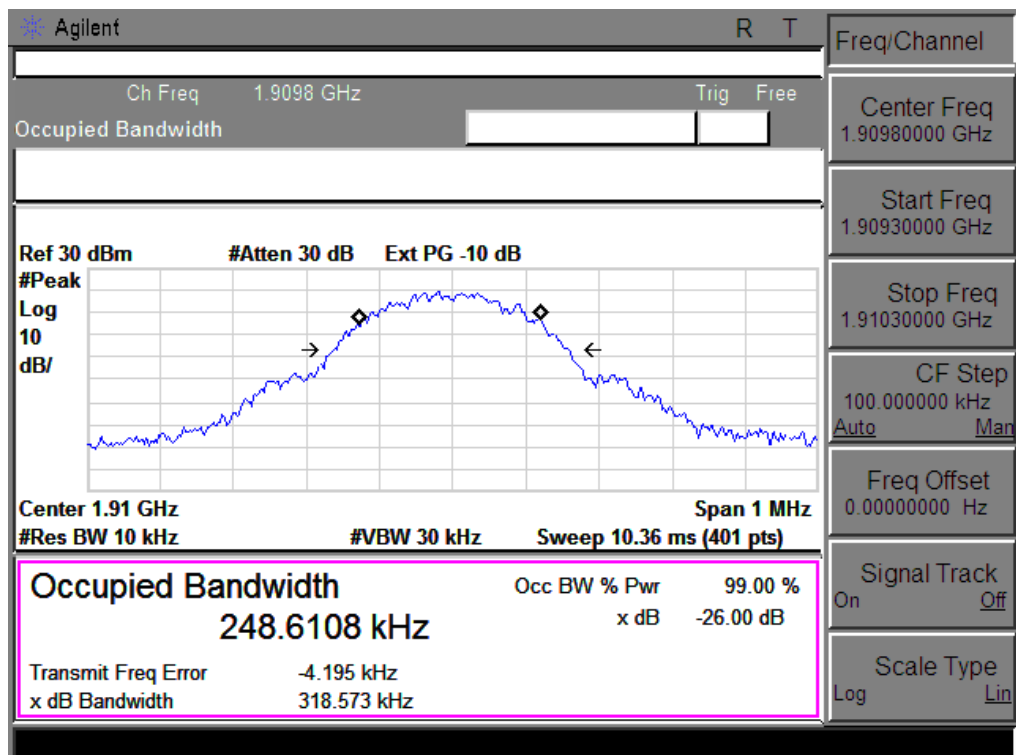 Agilent R T
Ch Freq 1.9098 GHz Trig Free
Occupied Bandwidth
Ref 30 dBm #Atten 30 dB Ext PG -10 dB
#Peak
Log
10
dB/
Center 1.91 GHz Span 1 MHz
#Res BW 10 kHz #VBW 30 kHz Sweep 10.36 ms (401 pts)
Occupied Bandwidth
248.6108 kHz
Occ BW % Pwr 99.00 %
x dB -26.00 dB
Transmit Freq Error -4.195 kHz
x dB Bandwidth 318.573 kHz
Freq/Channel
Center Freq
1.90980000 GHz
Start Freq
1.90930000 GHz
Stop Freq
1.91030000 GHz
CF Step
100.000000 kHz
Auto Man
Freq Offset
0.00000000 Hz
Signal Track
On Off
Scale Type
Log Lin